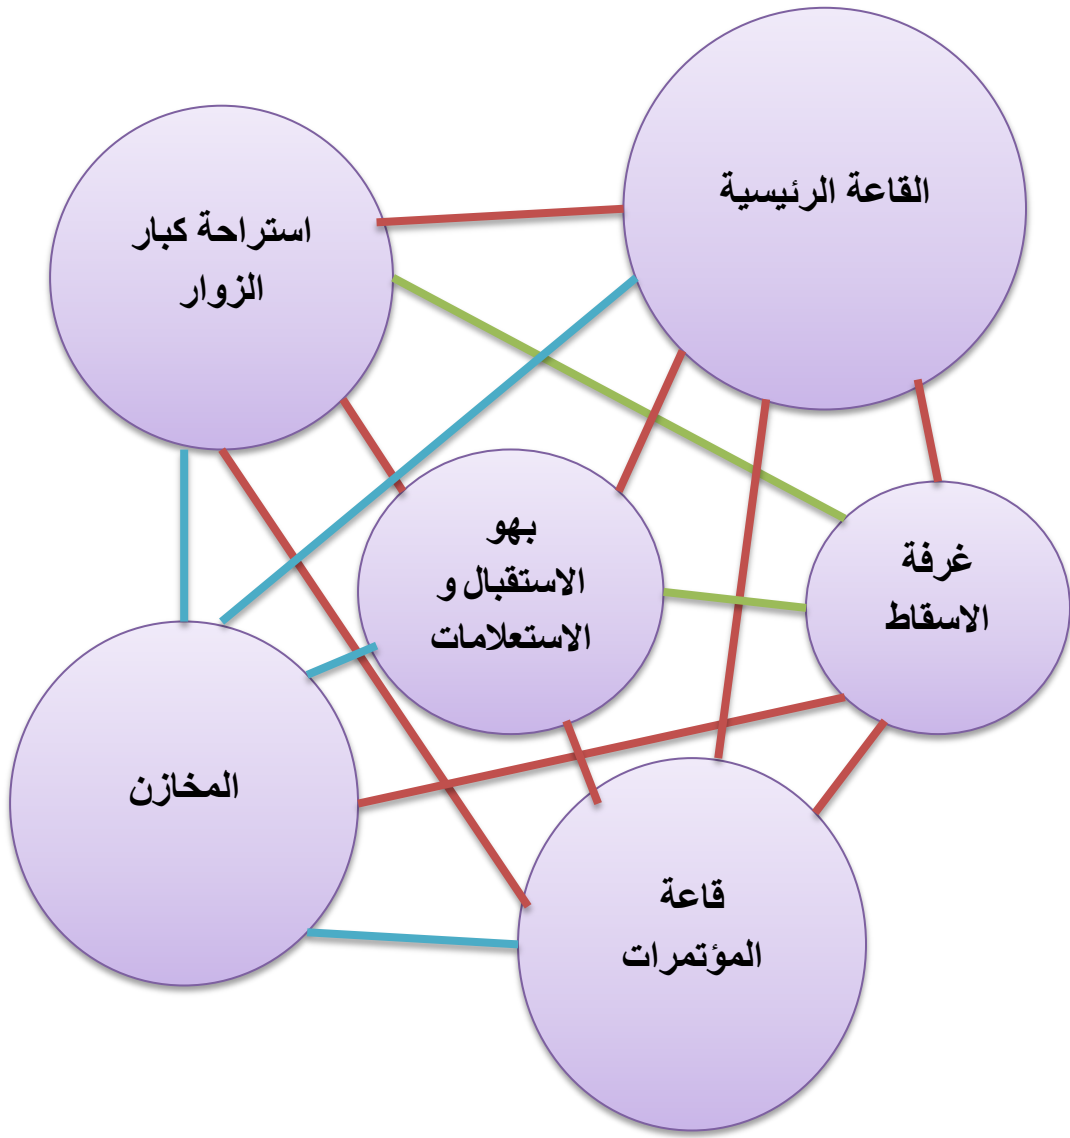 القاعة الرئيسية
استراحة كبار
الزوار
بهو
الاستقبال و
الاستعلامات
غرفة
الاسقاط
المخازن
قاعة
المؤتمرات